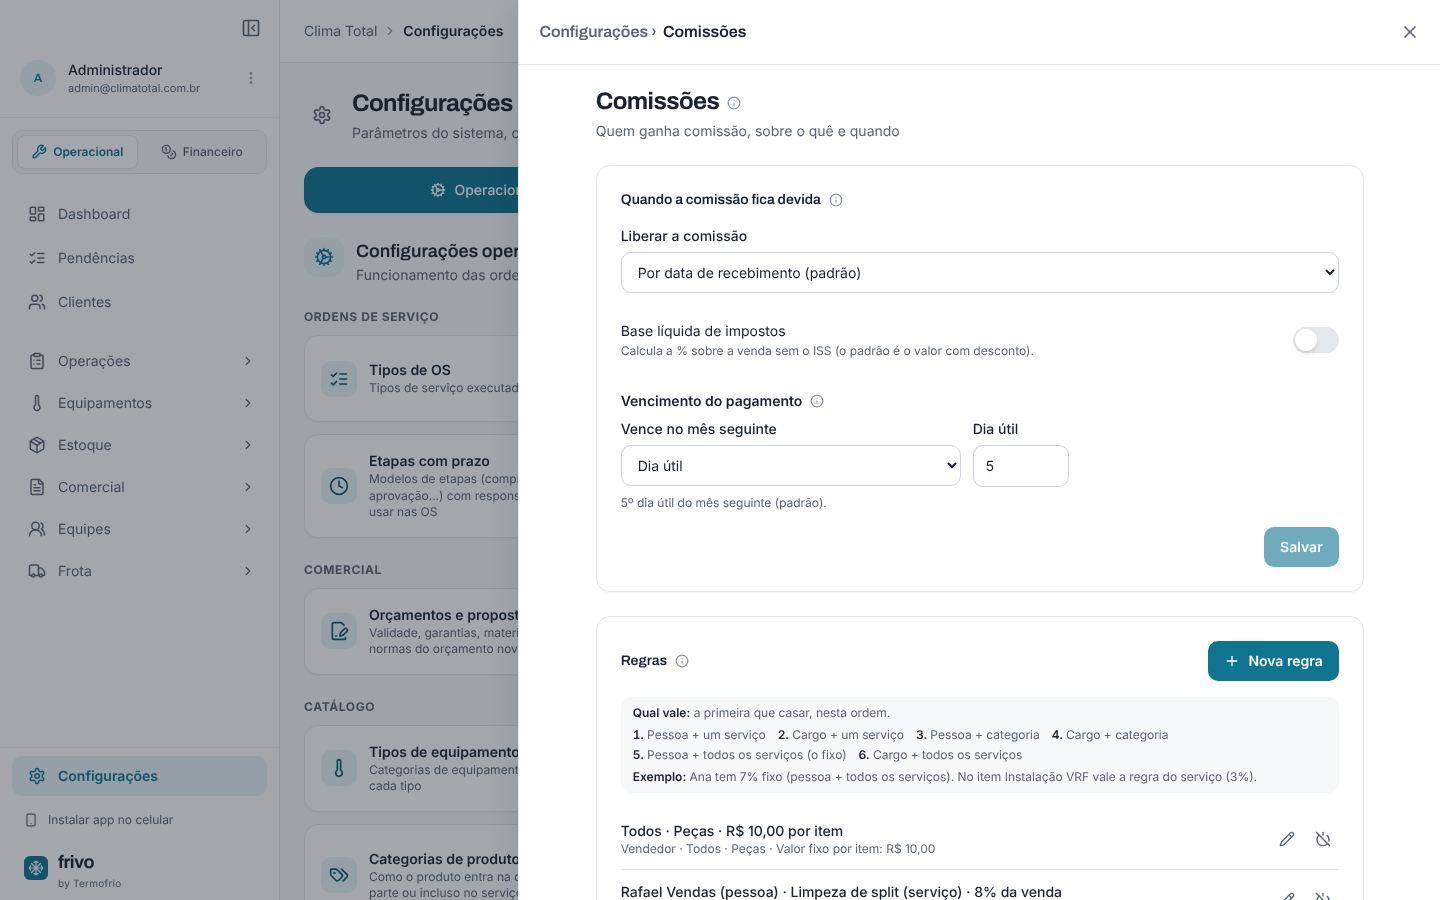 A
Administrador
admin@climatotal.com.br
Operacional
Financeiro
Dashboard
Pendências
Clientes
Operações
Equipamentos
Estoque
Comercial
Equipes
Frota
Configurações
Instalar app no celular
frivo
by Termofrio
Clima Total › Configurações
Configurações
Parâmetros do sistema, c
Operacion
Configurações oper
Funcionamento das orde
ORDENS DE SERVIÇO
Tipos de OS
Tipos de serviço executad
Etapas com prazo
Modelos de etapas (compr
aprovação...) com respons
usar nas OS
COMERCIAL
Orçamentos e propost
Validade, garantias, materi
normas do orçamento nov
CATÁLOGO
Tipos de equipamento
Categorias de equipament
cada tipo
Categorias de produto
Como o produto entra na c
parte ou incluso no serviço
Configurações › Comissões
Comissões
Quem ganha comissão, sobre o quê e quando
Quando a comissão fica devida
Liberar a comissão
Por data de recebimento (padrão)
Base líquida de impostos
Calcula a % sobre a venda sem o ISS (o padrão é o valor com desconto).
Vencimento do pagamento
Vence no mês seguinte
Dia útil
Dia útil
5
5º dia útil do mês seguinte (padrão).
Salvar
Regras
+ Nova regra
Qual vale: a primeira que casar, nesta ordem.
1. Pessoa + um serviço 2. Cargo + um serviço 3. Pessoa + categoria 4. Cargo + categoria
5. Pessoa + todos os serviços (o fixo) 6. Cargo + todos os serviços
Exemplo: Ana tem 7% fixo (pessoa + todos os serviços). No item Instalação VRF vale a regra do serviço (3%).
Todos · Peças · R$ 10,00 por item
Vendedor · Todos · Peças · Valor fixo por item: R$ 10,00
Rafael Vendas (pessoa) · Limpeza de split (serviço) · 8% da venda